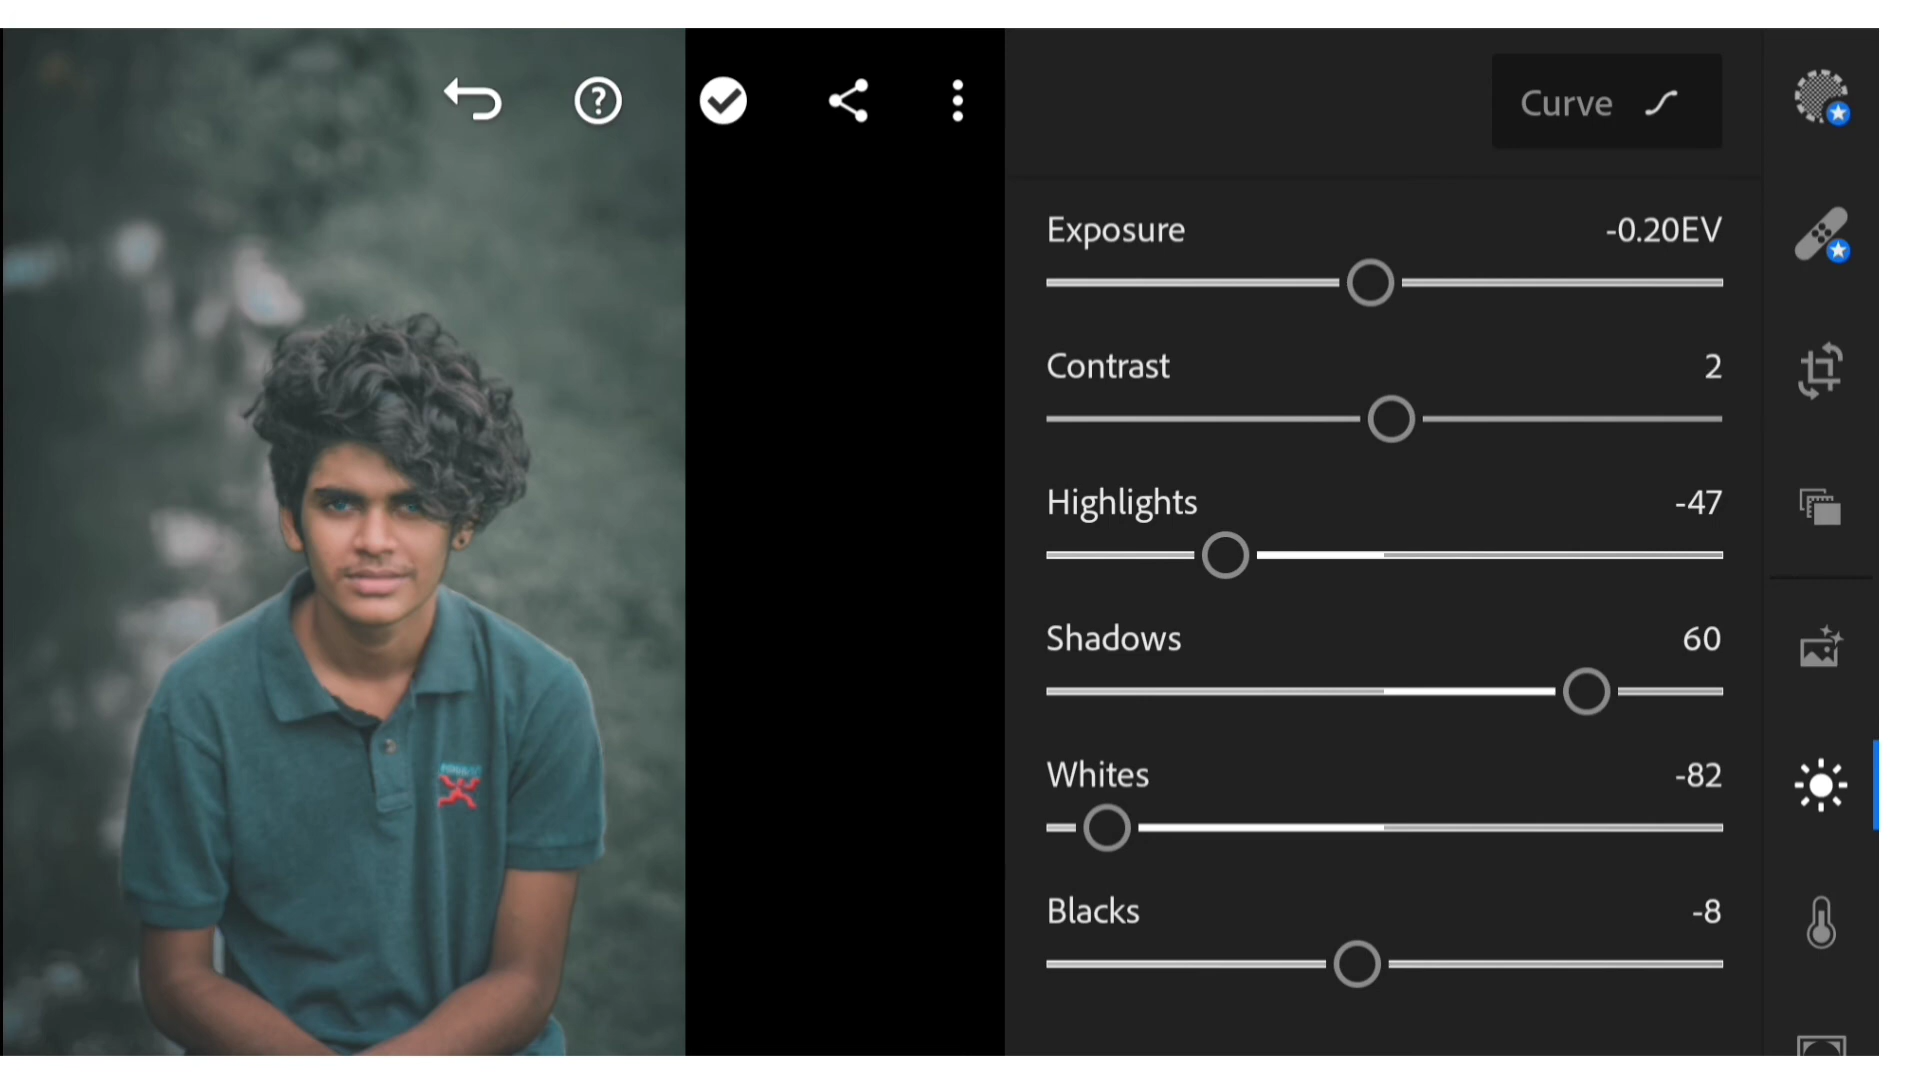 Curve
Exposure -0.20EV
Contrast 2
Highlights -47
Shadows 60
Whites -82
Blacks -8